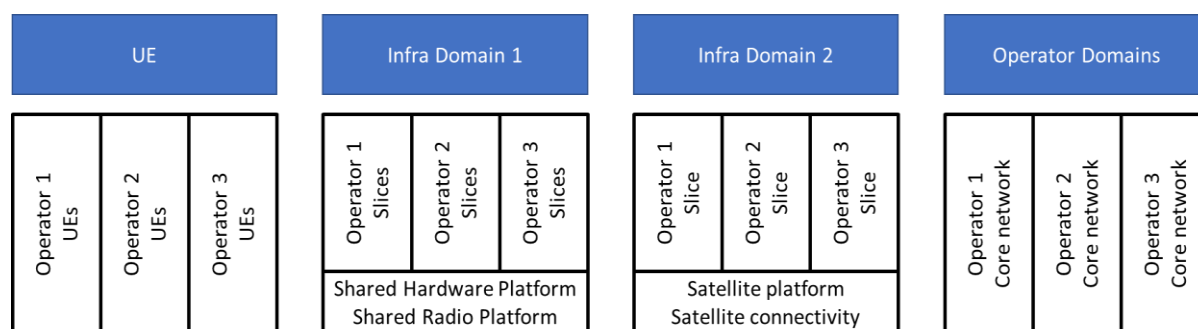 UE
Infra Domain 1
Infra Domain 2
Operator Domains
Operator 1
UEs
Operator 2
UEs
Operator 3
UEs
Operator 1
Slices
Operator 2
Slices
Operator 3
Slices
Shared Hardware Platform
Shared Radio Platform
Operator 1
Slice
Operator 2
Slice
Operator 3
Slice
Satellite platform
Satellite connectivity
Operator 1
Core network
Operator 2
Core network
Operator 3
Core network